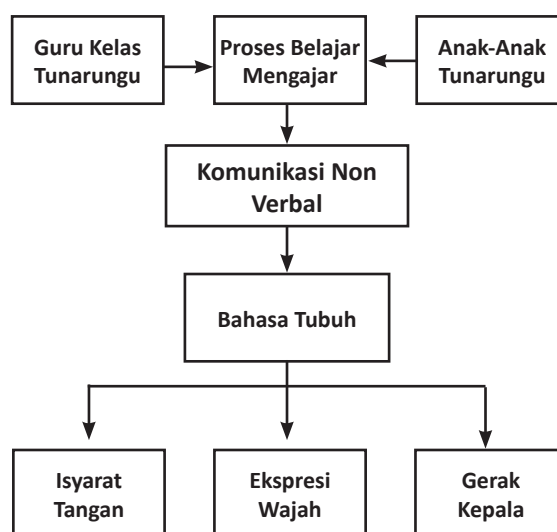 Guru Kelas
Tunarungu
Proses Belajar
Mengajar
Anak-Anak
Tunarungu
Komunikasi Non
Verbal
Bahasa Tubuh
Isyarat
Tangan
Ekspresi
Wajah
Gerak
Kepala